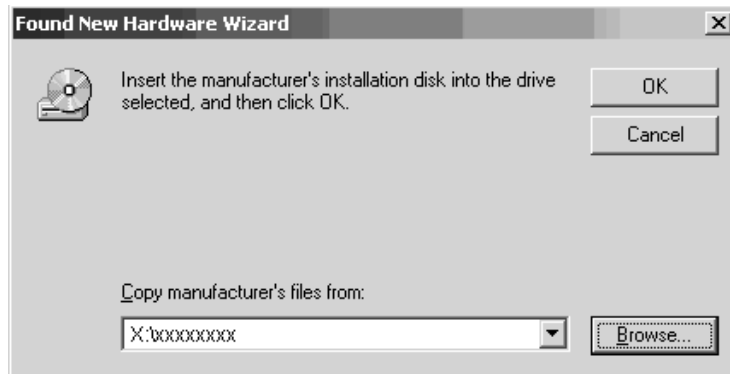 Found New Hardware Wizard
Insert the manufacturer's installation disk into the drive
selected, and then click OK.
OK
Cancel
Copy manufacturer's files from:
X:\xxxxxxxx
Browse...